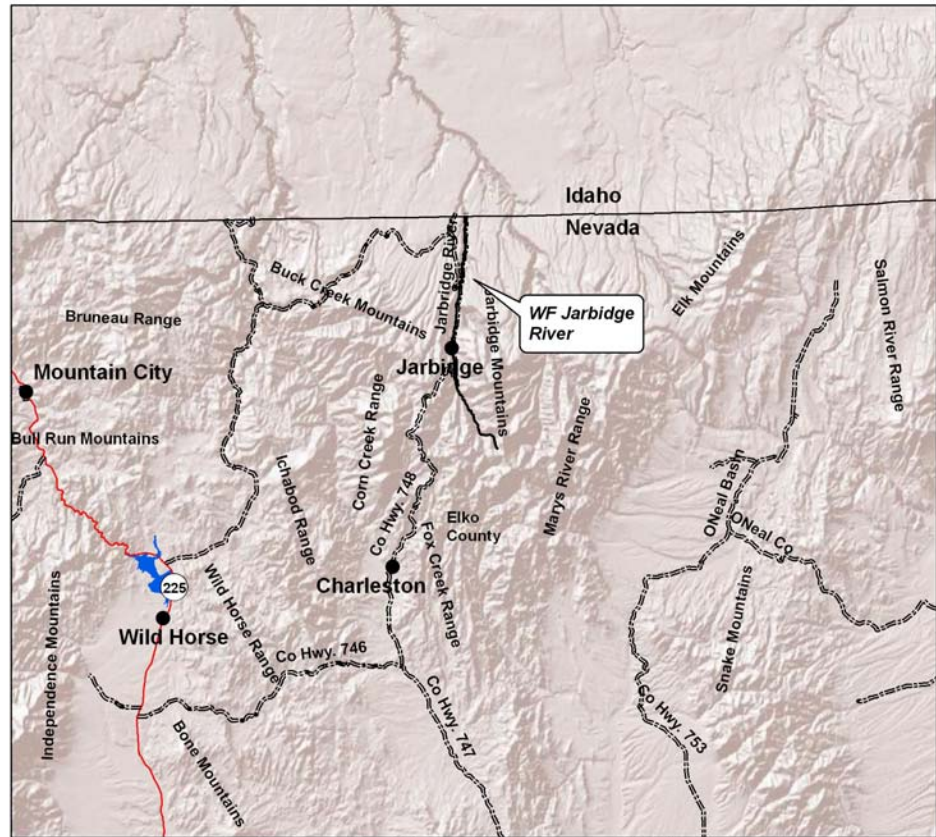 Idaho
Nevada
Jarbridge River
Buck Creek Mountains
Elk Mountains
Salmon River Range
WF Jarbidge
River
Bruneau Range
Jarbidge
Jarbidge Mountains
Mountain City
Bull Run Mountains
Ichabod Range
Corn Creek Range
Co Hwy. 748
Marys River Range
ONeal Basin
ONeal Co
Elko
County
Fox Creek Range
Charleston
225
Wild Horse
Wild Horse Range
Independence Mountains
Co Hwy. 746
Snake Mountains
Co Hwy. 747
Co Hwy. 753
Bone Mountains